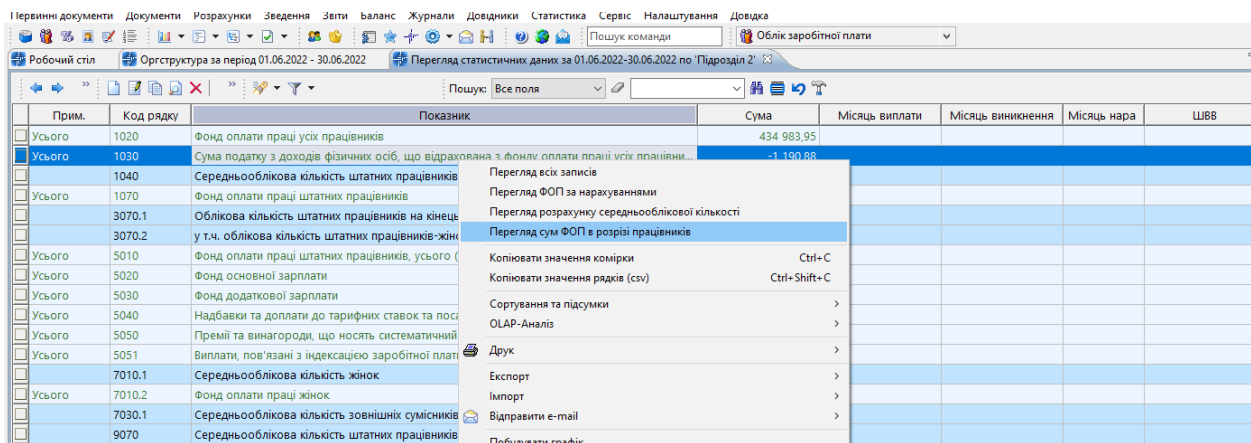 Первинні документи Документи Розрахунки Зведення Звіти Баланс Журнали Довідники Статистика Сервіс Налаштування Довідка
Пошук команди Облік заробітної плати
Робочий стіл Оргструктура за період 01.06.2022 - 30.06.2022 Перегляд статистичних даних за 01.06.2022-30.06.2022 по 'Підрозділ 2'
Пошук: Все поля
Прим. Код рядку Показник Сума Місяць виплати Місяць виникнення Місяць нара ШВВ
Усього 1020 Фонд оплати праці усіх працівників 434 983,95
Усього 1030 Сума податку з доходів фізичних осіб, що відрахована з фонду оплати праці усіх працівни... -1 190,88
1040 Середньооблікова кількість штатних працівників
Усього 1070 Фонд оплати праці штатних працівників
3070.1 Облікова кількість штатних працівників на кінець
3070.2 у т.ч. облікова кількість штатних працівників-жіно
Усього 5010 Фонд оплати праці штатних працівників, усього (
Усього 5020 Фонд основної зарплати
Усього 5030 Фонд додаткової зарплати
Усього 5040 Надбавки та доплати до тарифних ставок та поса
Усього 5050 Премії та винагороди, що носять систематичний
Усього 5051 Виплати, пов'язані з індексацією заробітної плат
7010.1 Середньооблікова кількість жінок
Усього 7010.2 Фонд оплати праці жінок
7030.1 Середньооблікова кількість зовнішніх сумісників
9070 Середньооблікова кількість штатних працівників
Перегляд всіх записів
Перегляд ФОП за нарахуваннями
Перегляд розрахунку середньооблікової кількості
Перегляд сум ФОП в розрізі працівників
Копіювати значення комірки Ctrl+C
Копіювати значення рядків (csv) Ctrl+Shift+C
Сортування та підсумки
OLAP-Аналіз
Друк
Експорт
Імпорт
Відправити e-mail
Побудувати графік